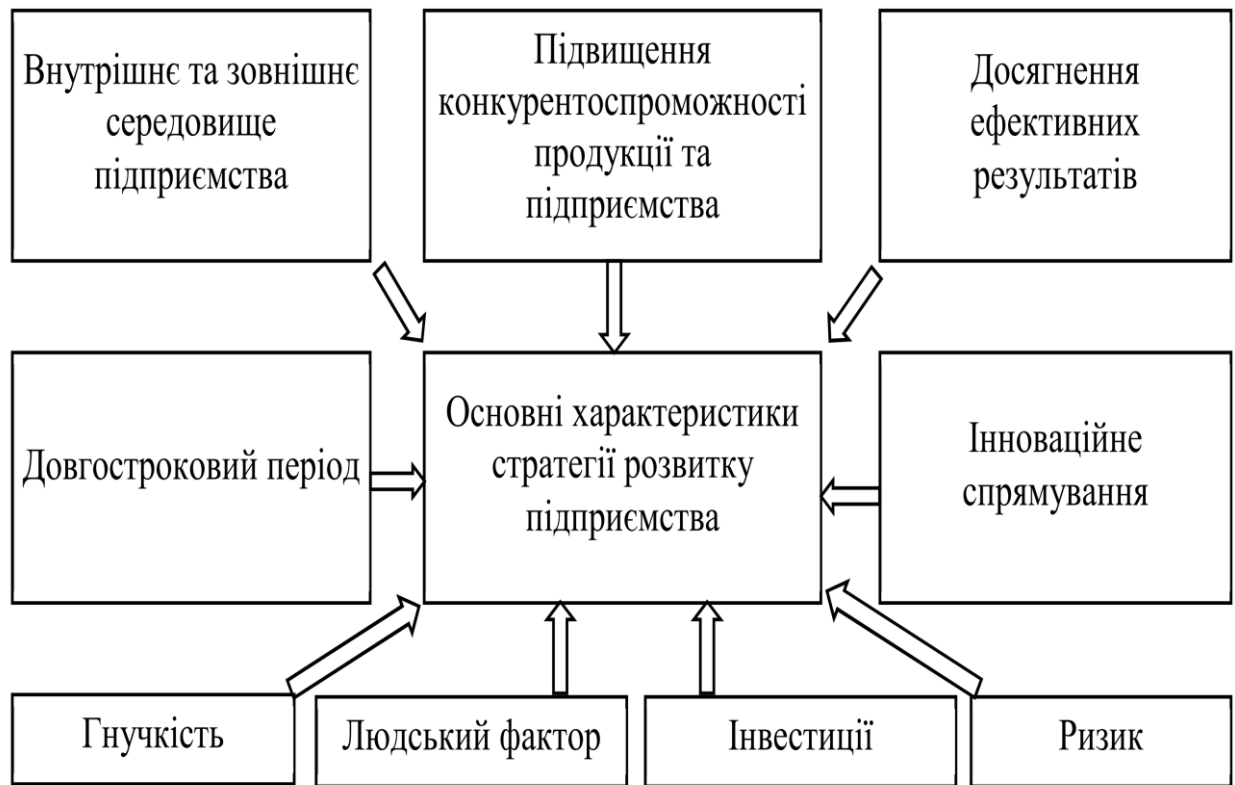 Внутрішнє та зовнішнє
середовище
підприємства
Підвищення
конкурентоспроможності
продукції та
підприємства
Досягнення
ефективних
результатів
Довгостроковий період
Основні характеристики
стратегії розвитку
підприємства
Інноваційне
спрямування
Гнучкість
Людський фактор
Інвестиції
Ризик